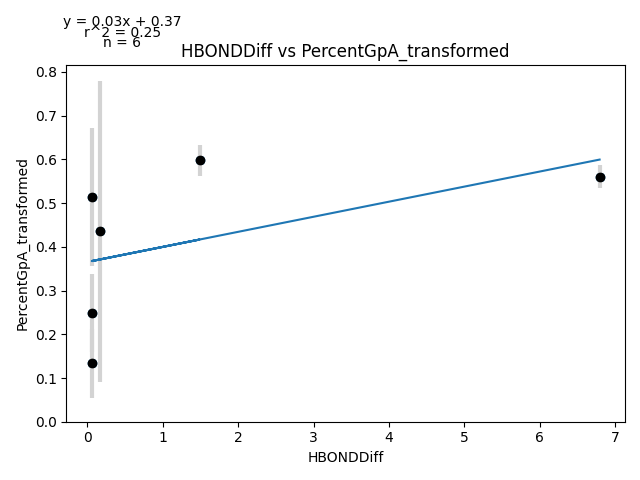 y = 0.03x + 0.37
r^2 = 0.25
n = 6
HBONDDiff vs PercentGpA_transformed
0.8
0.7
0.6
0.5
0.4
0.3
0.2
0.1
0.0
PercentGpA_transformed
0 1 2 3 4 5 6 7
HBONDDiff